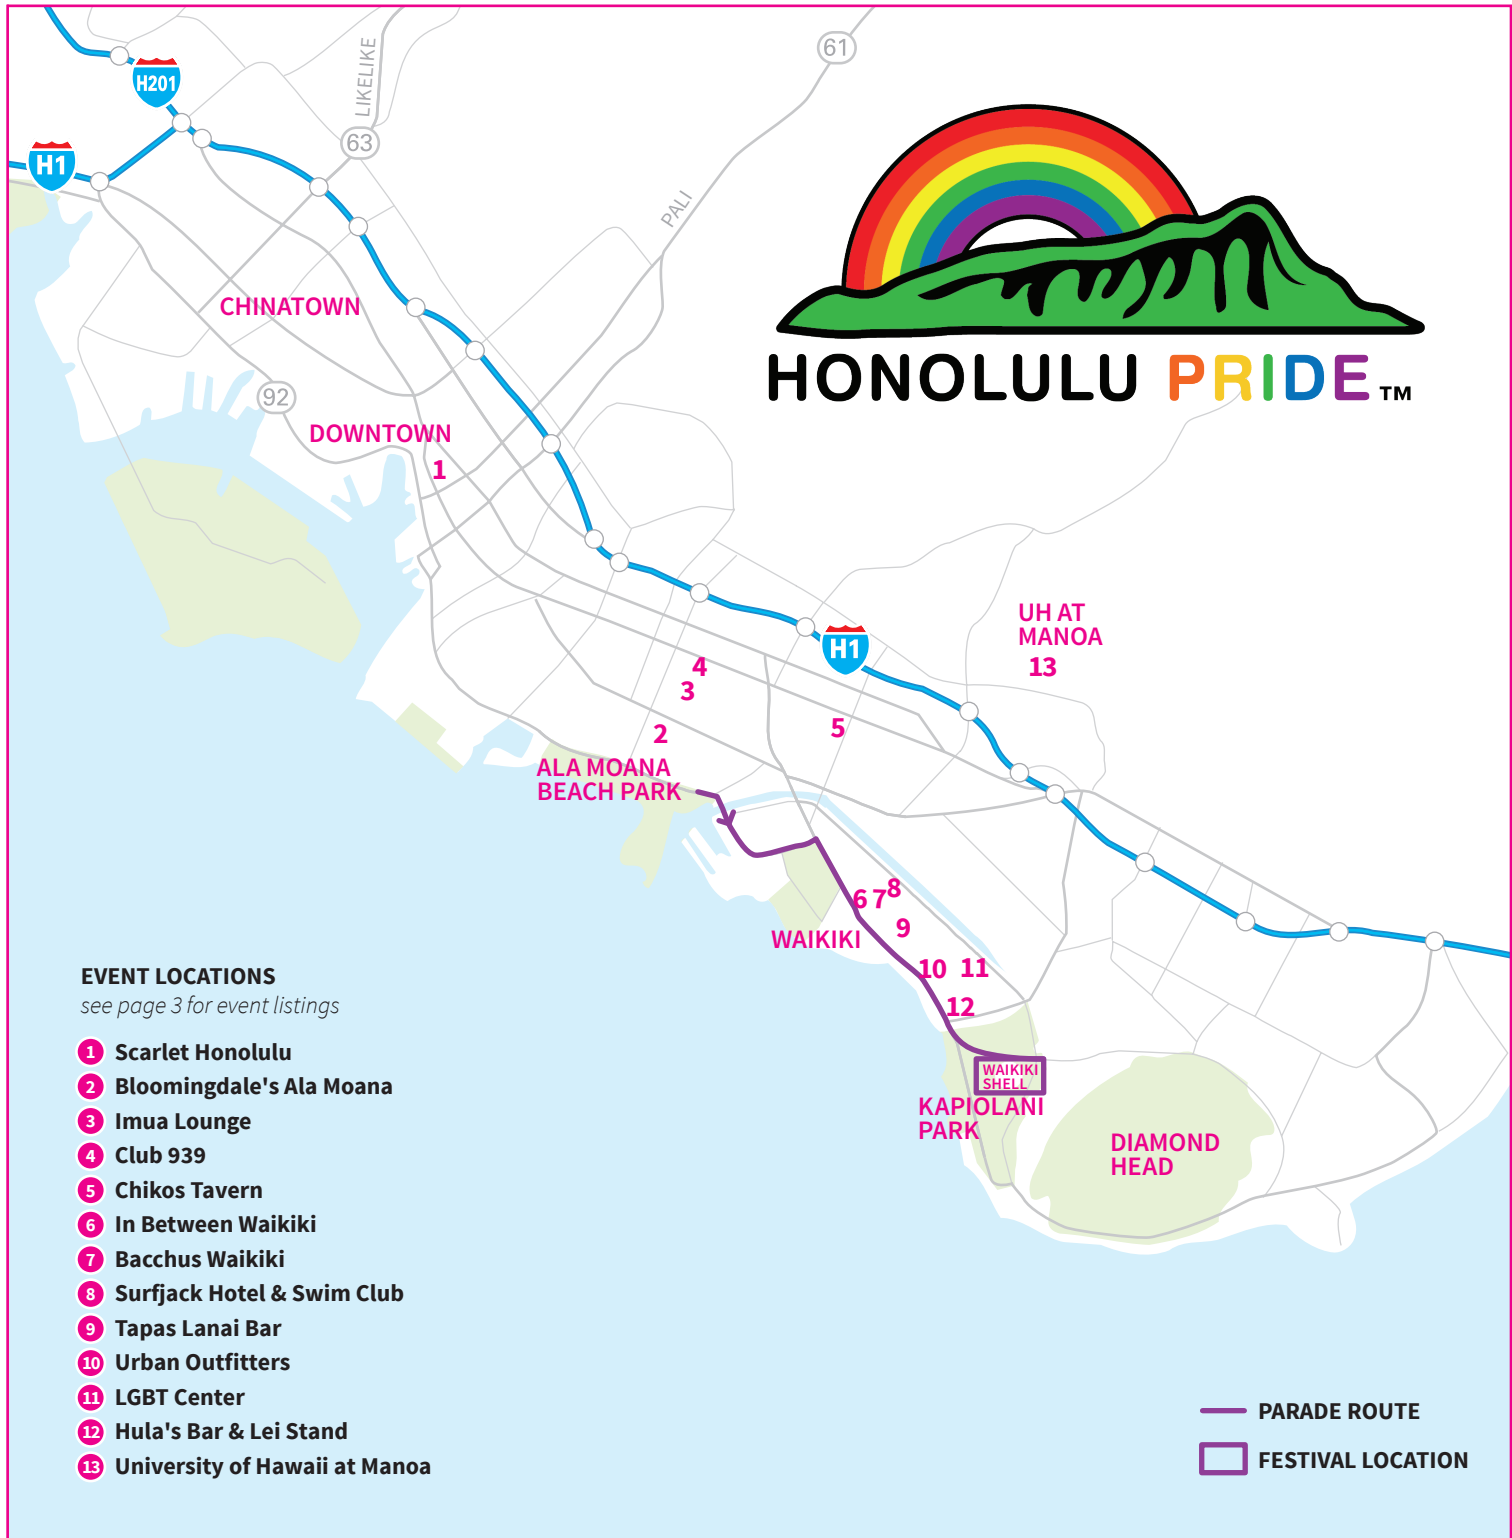 H201
LIKELIKE
61
63
H1
PALI
CHINATOWN
HONOLULU PRIDE™
92
DOWNTOWN
1
UH AT
MANOA
13
H1
4
3
2
5
ALA MOANA
BEACH PARK
6 7 8
9
WAIKIKI
10 11
12
WAIKIKI
SHELL
KAPIOLANI
PARK
DIAMOND
HEAD
EVENT LOCATIONS
see page 3 for event listings
1 Scarlet Honolulu
2 Bloomingdale's Ala Moana
3 Imua Lounge
4 Club 939
5 Chikos Tavern
6 In Between Waikiki
7 Bacchus Waikiki
8 Surfjack Hotel & Swim Club
9 Tapas Lanai Bar
10 Urban Outfitters
11 LGBT Center
12 Hula's Bar & Lei Stand
13 University of Hawaii at Manoa
PARADE ROUTE
FESTIVAL LOCATION